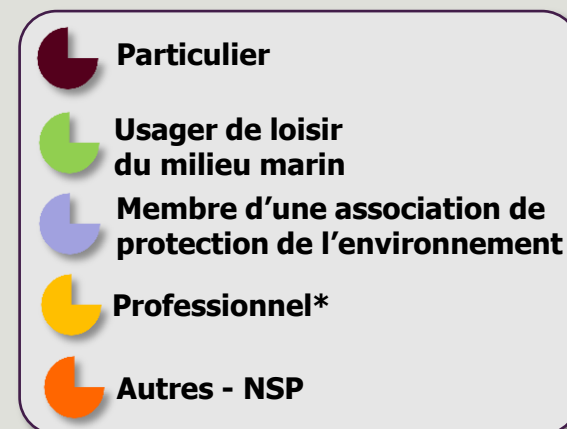 Particulier
Usager de loisir
du milieu marin
Membre d’une association de
protection de l’environnement
Professionnel*
Autres - NSP